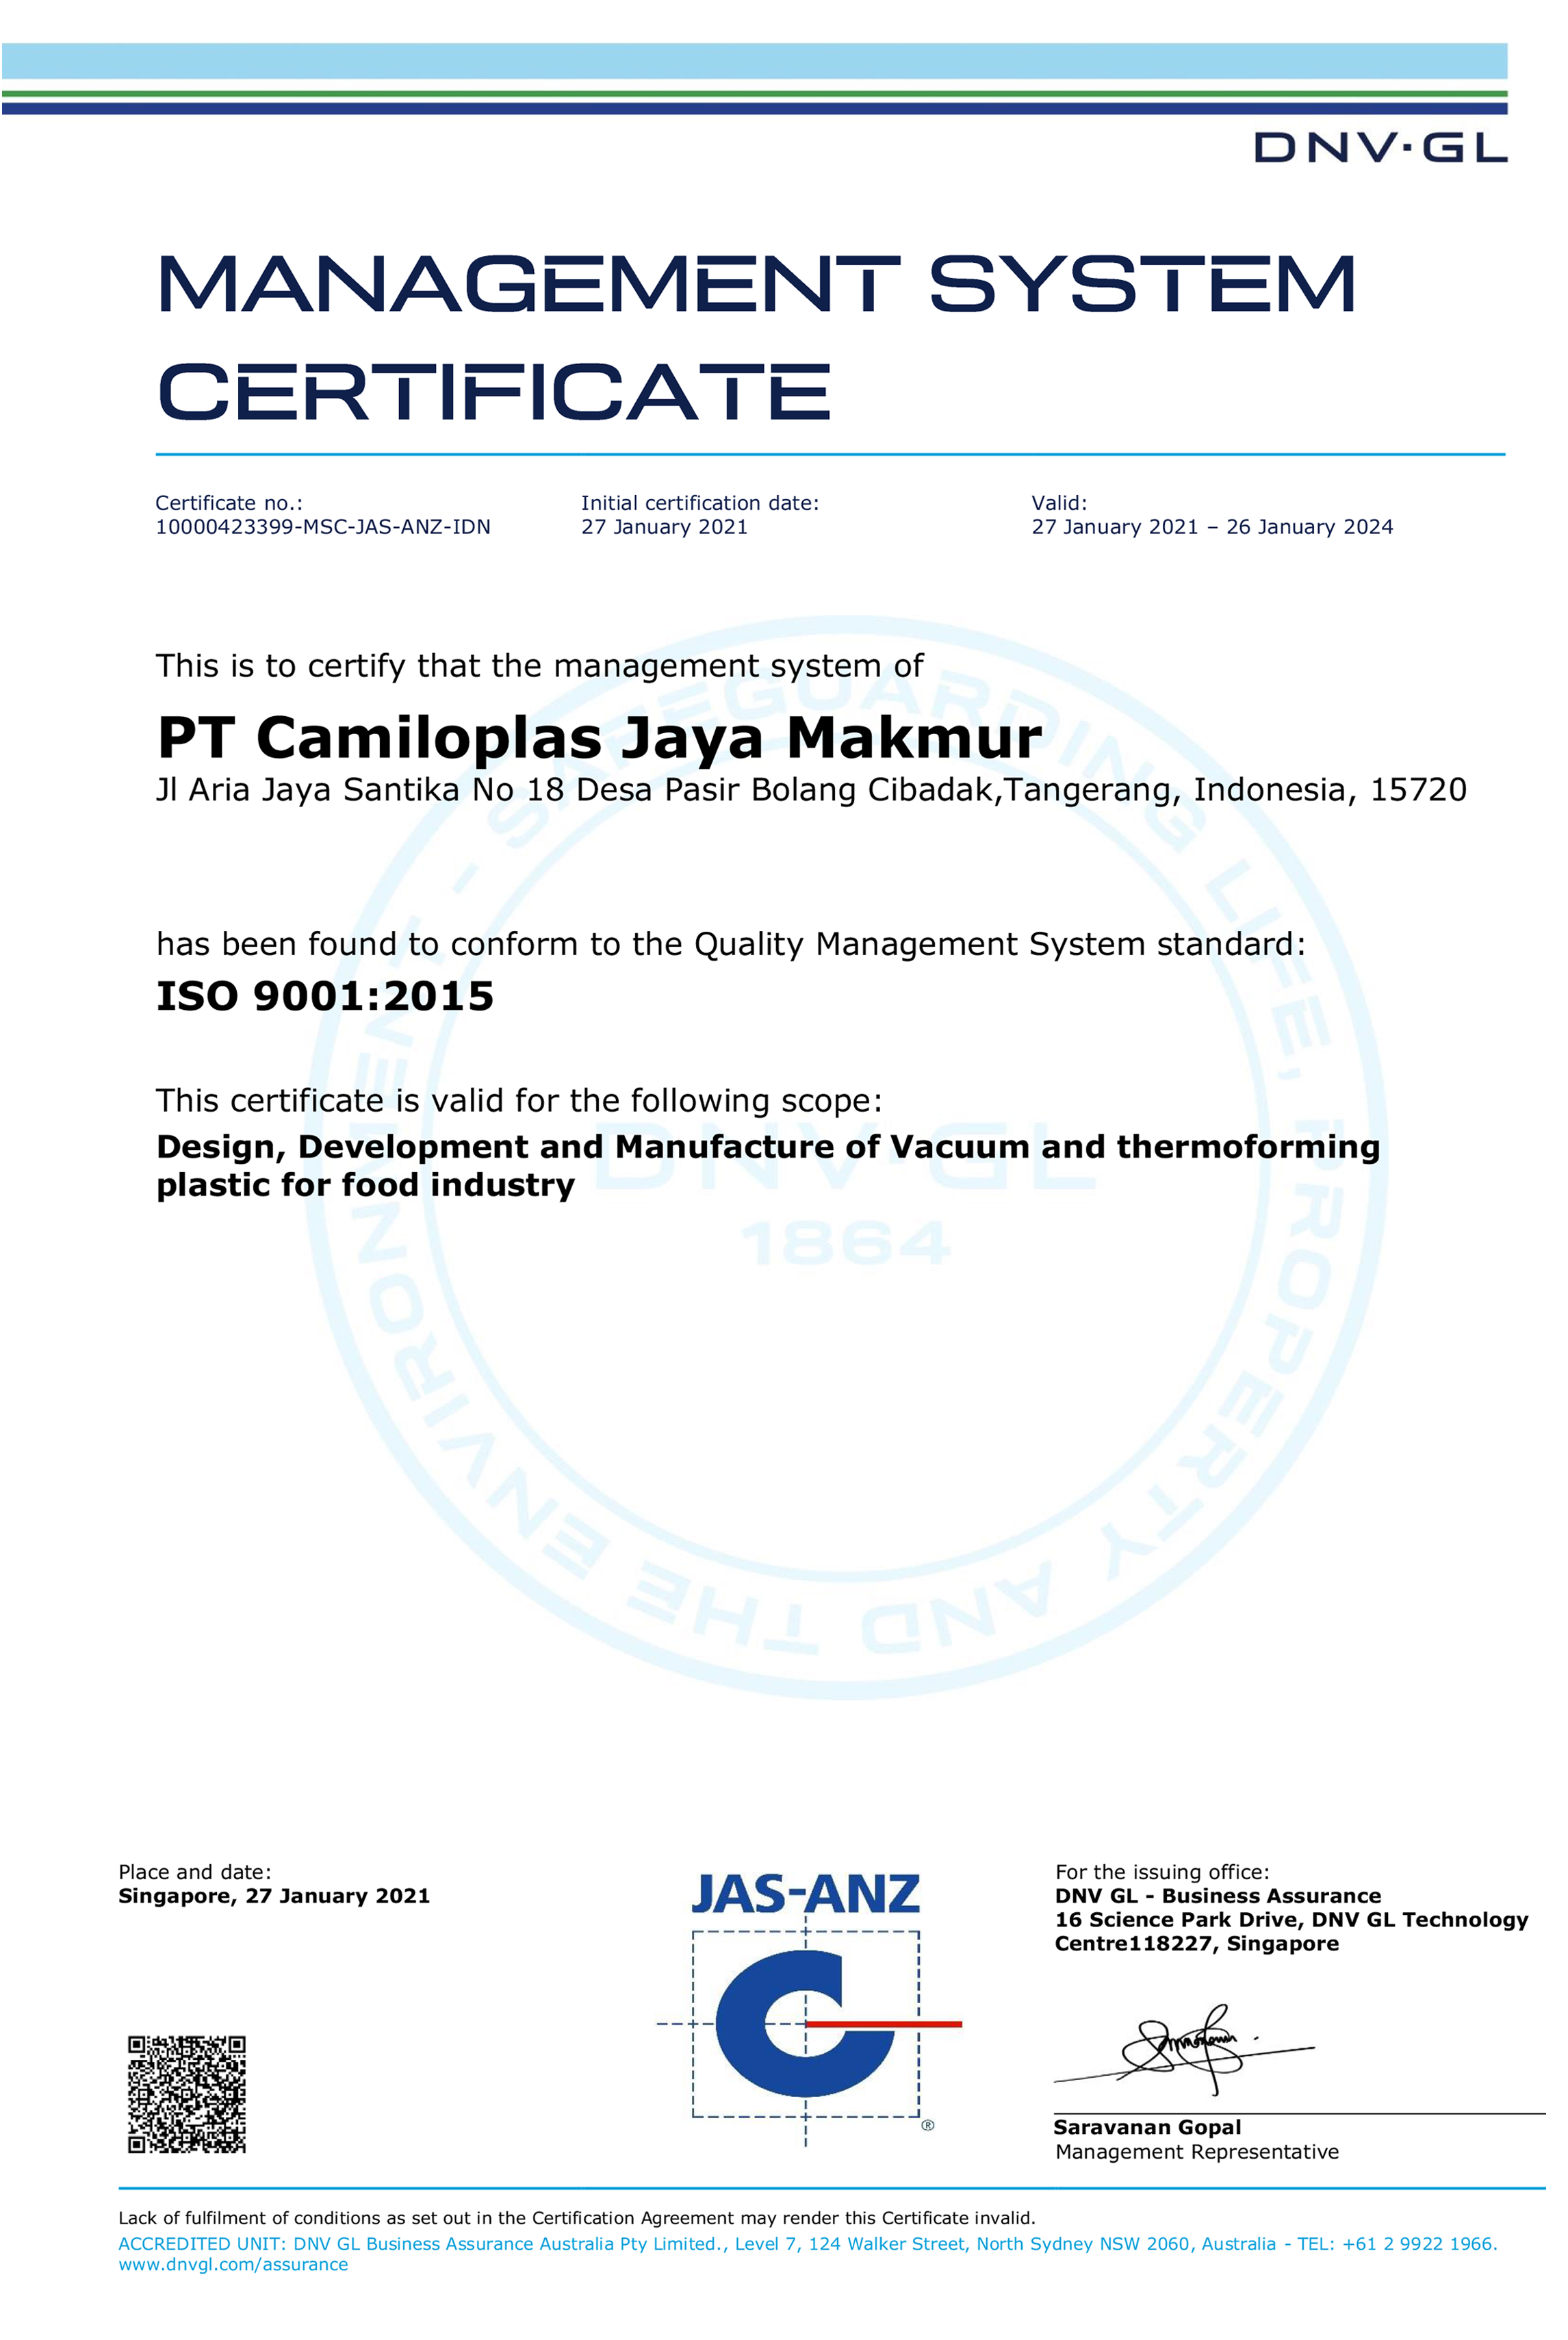 DNV·GL
MANAGEMENT SYSTEM
CERTIFICATE
Certificate no.:
10000423399-MSC-JAS-ANZ-IDN
Initial certification date:
27 January 2021
Valid:
27 January 2021 – 26 January 2024
This is to certify that the management system of
PT Camiloplas Jaya Makmur
Jl Aria Jaya Santika No 18 Desa Pasir Bolang Cibadak,Tangerang, Indonesia, 15720
has been found to conform to the Quality Management System standard:
ISO 9001:2015
This certificate is valid for the following scope:
Design, Development and Manufacture of Vacuum and thermoforming
plastic for food industry
SAFEGUARDING LIFE, PROPERTY AND THE ENVIRONMENT -
DNV·GL
1864
Place and date:
Singapore, 27 January 2021
JAS-ANZ
®
For the issuing office:
DNV GL - Business Assurance
16 Science Park Drive, DNV GL Technology
Centre118227, Singapore
Saravanan Gopal
Management Representative
Lack of fulfilment of conditions as set out in the Certification Agreement may render this Certificate invalid.
ACCREDITED UNIT: DNV GL Business Assurance Australia Pty Limited., Level 7, 124 Walker Street, North Sydney NSW 2060, Australia - TEL: +61 2 9922 1966.
www.dnvgl.com/assurance